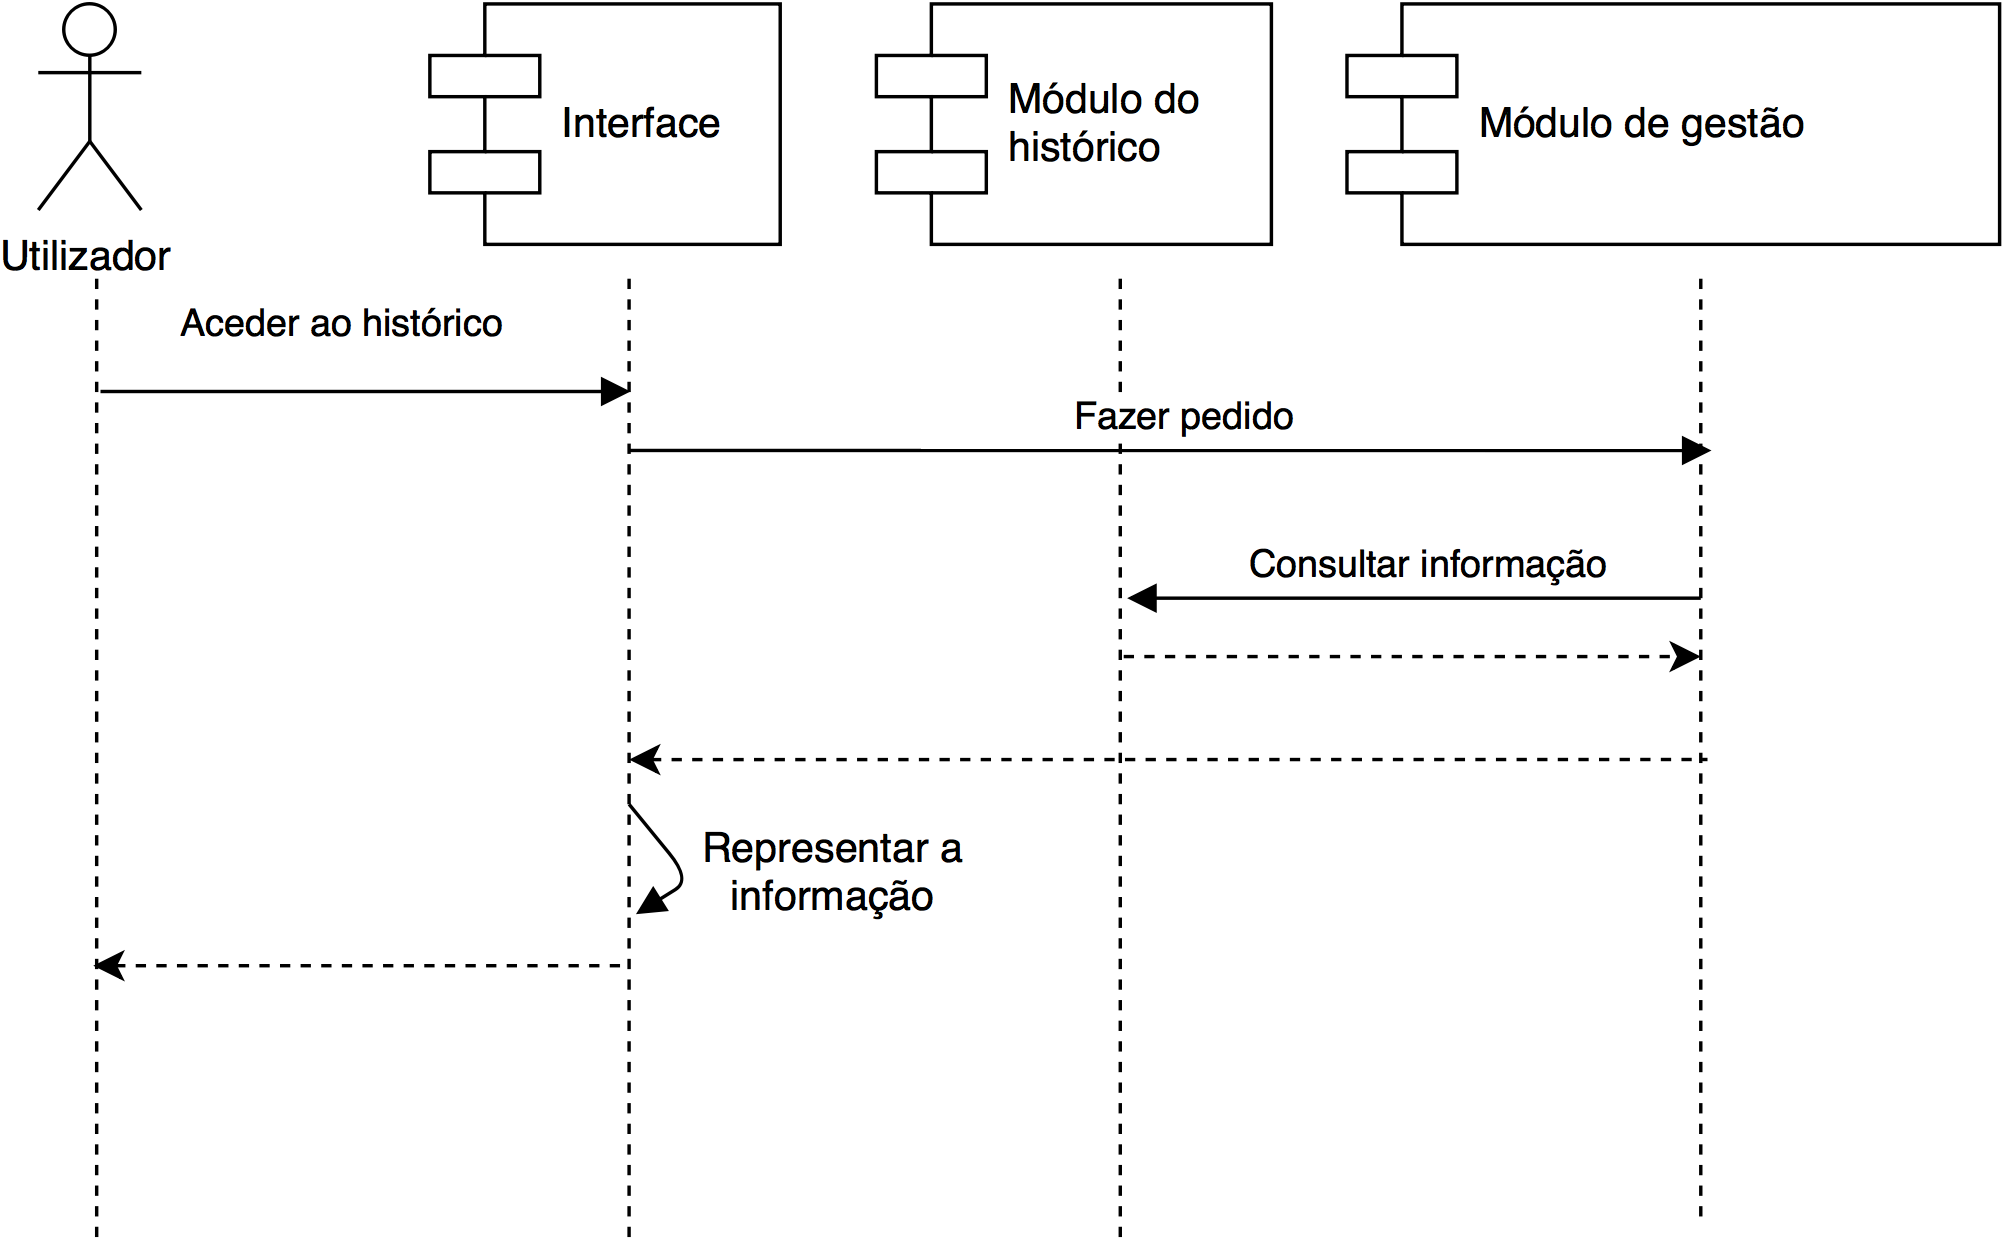 Utilizador
Interface
Módulo do
histórico
Módulo de gestão
Aceder ao histórico
Fazer pedido
Consultar informação
Representar a
informação